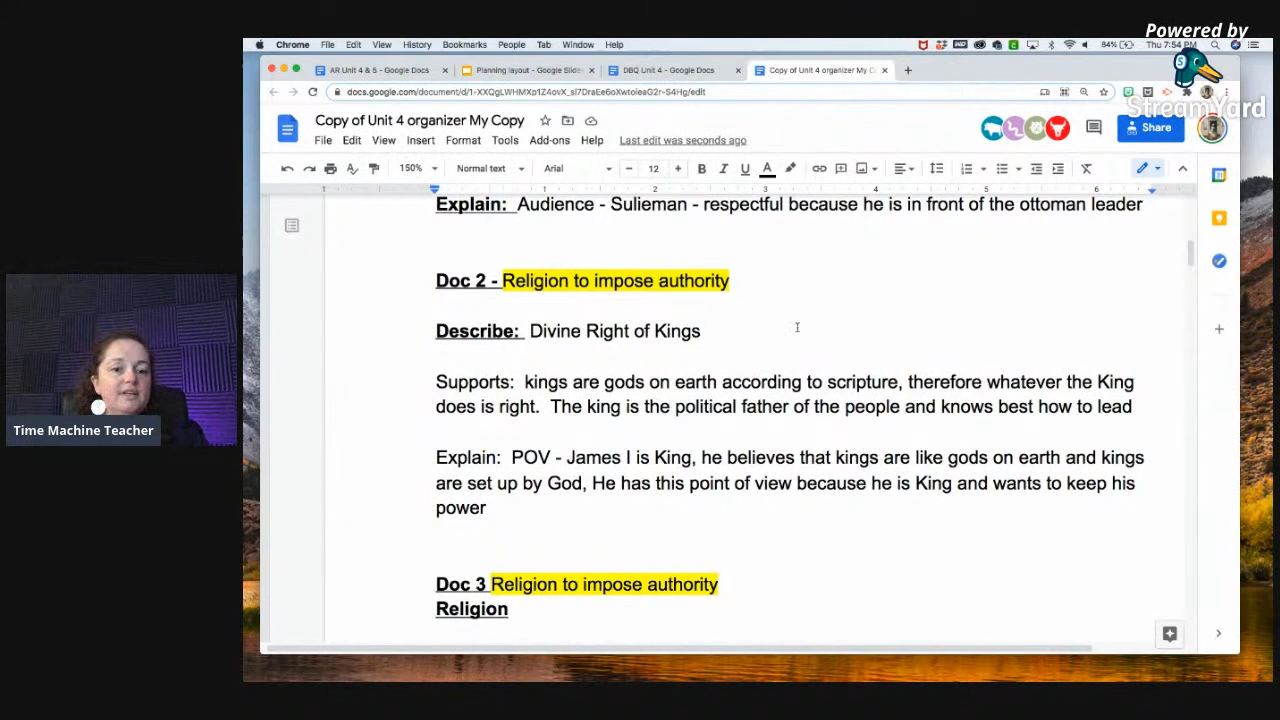 Powered by
StreamYard
Chrome File Edit View History Bookmarks People Tab Window Help 84% Thu 7:54 PM
AR Unit 4 & 5 - Google Docs × Planning layout - Google Slide × DBQ Unit 4 - Google Docs × Copy of Unit 4 organizer My C ×
Copy of Unit 4 organizer My Copy
File Edit View Insert Format Tools Add-ons Help Last edit was seconds ago
Share
150% Normal text Arial 12 B I U A
1 1 2 3 4 5 6
Explain: Audience - Sulieman - respectful because he is in front of the ottoman leader
Doc 2 - Religion to impose authority
Describe: Divine Right of Kings
Supports: kings are gods on earth according to scripture, therefore whatever the King
does is right. The king is the political father of the people and knows best how to lead
Explain: POV - James I is King, he believes that kings are like gods on earth and kings
are set up by God, He has this point of view because he is King and wants to keep his
power
Doc 3 Religion to impose authority
Religion
Time Machine Teacher